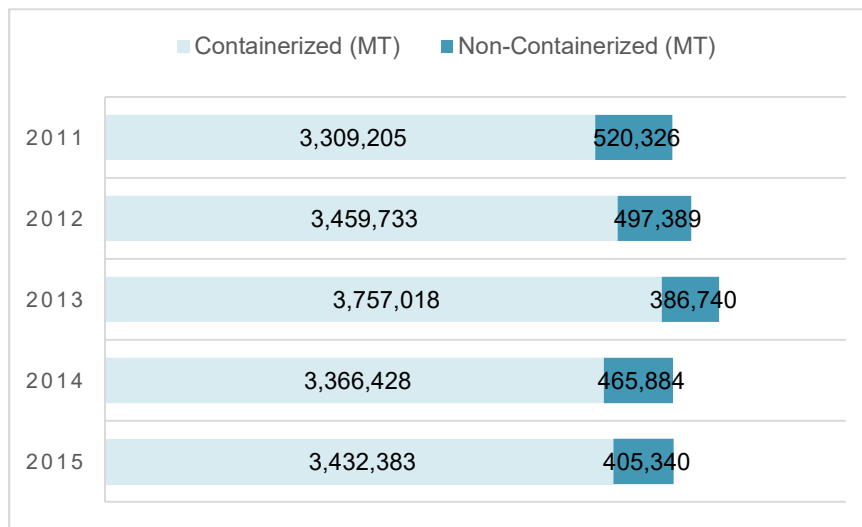 Containerized (MT) Non-Containerized (MT)
2011 3,309,205 520,326
2012 3,459,733 497,389
2013 3,757,018 386,740
2014 3,366,428 465,884
2015 3,432,383 405,340